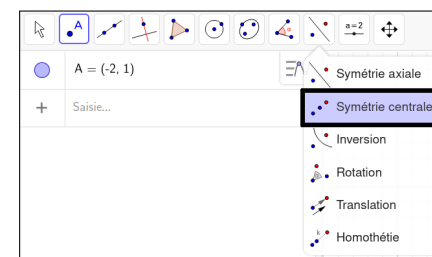 A
α
a=2
A = (-2, 1)
Saisie...
Symétrie axiale
Symétrie centrale
Inversion
Rotation
Translation
k
Homothétie